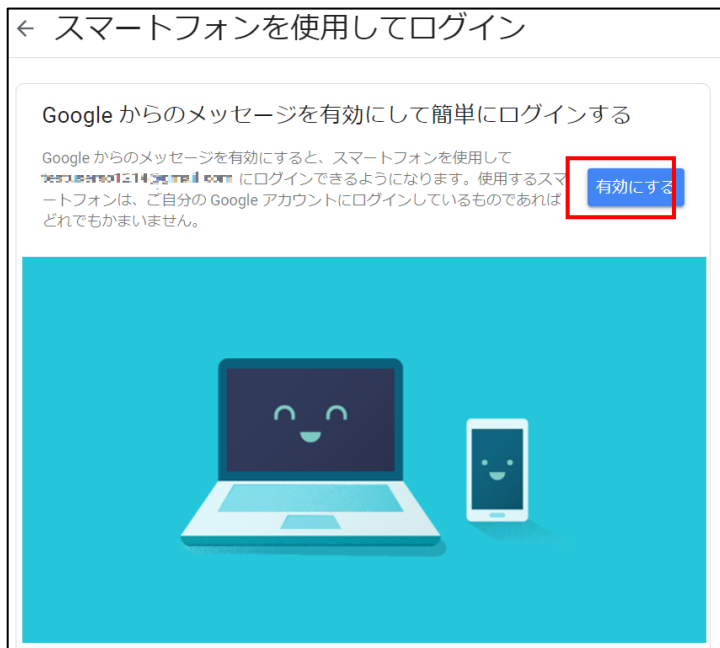 ← スマートフォンを使用してログイン
Google からのメッセージを有効にして簡単にログインする
Google からのメッセージを有効にすると、スマートフォンを使用して
にログインできるようになります。使用するスマ
ートフォンは、ご自分の Google アカウントにログインしているものであれば
どれでもかまいません。
有効にする